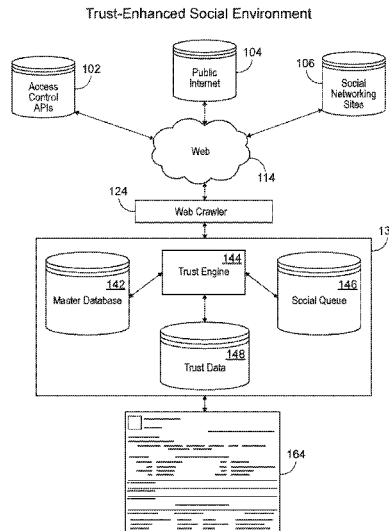 Trust-Enhanced Social Environment
102
Access
Control
APIs
104
Public
Internet
106
Social
Networking
Sites
Web
114
124
Web Crawler
13
142
Master Database
144
Trust Engine
146
Social Queue
148
Trust Data
164